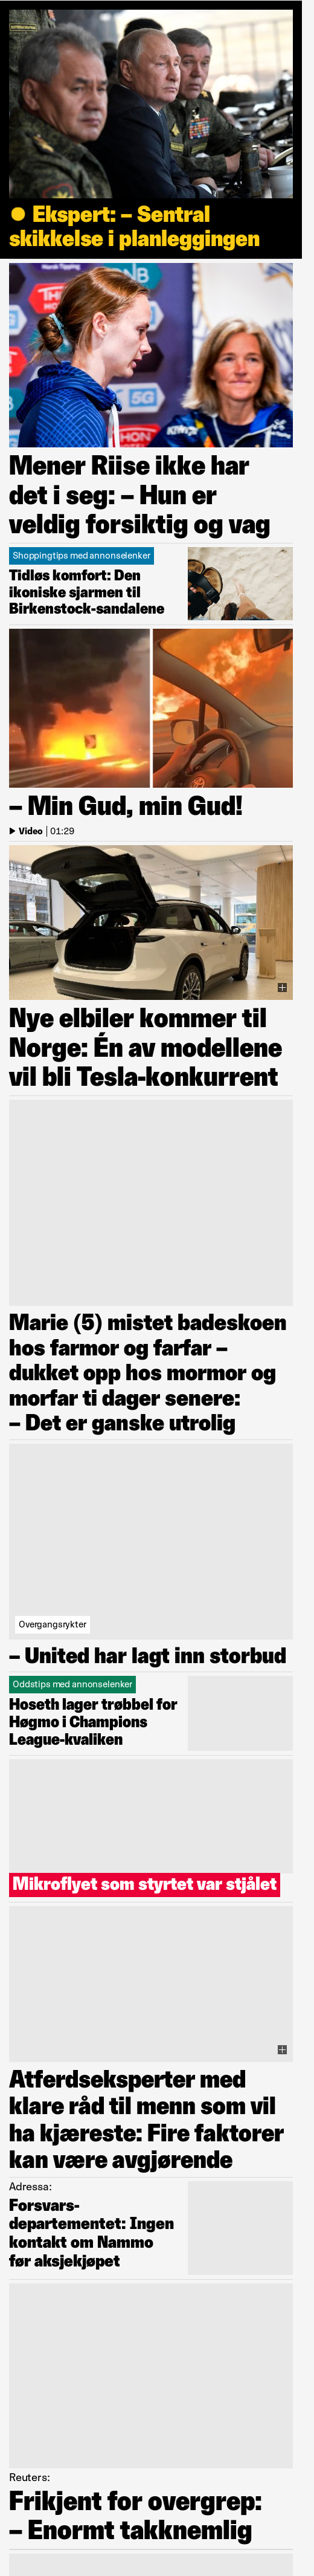 Ekspert: – Sentral
skikkelse i planleggingen
Norsk Tipping
5G
THON
Mener Riise ikke har
det i seg: – Hun er
veldig forsiktig og vag
Shoppingtips med annonselenker
Tidløs komfort: Den
ikoniske sjarmen til
Birkenstock-sandalene
– Min Gud, min Gud!
Video | 01:29
Nye elbiler kommer til
Norge: Én av modellene
vil bli Tesla-konkurrent
Marie (5) mistet badeskoen
hos farmor og farfar –
dukket opp hos mormor og
morfar ti dager senere:
– Det er ganske utrolig
Overgangsrykter
– United har lagt inn storbud
Oddstips med annonselenker
Hoseth lager trøbbel for
Høgmo i Champions
League-kvaliken
Mikroflyet som styrtet var stjålet
Atferdseksperter med
klare råd til menn som vil
ha kjæreste: Fire faktorer
kan være avgjørende
Adressa:
Forsvars-
departementet: Ingen
kontakt om Nammo
før aksjekjøpet
Reuters:
Frikjent for overgrep:
– Enormt takknemlig